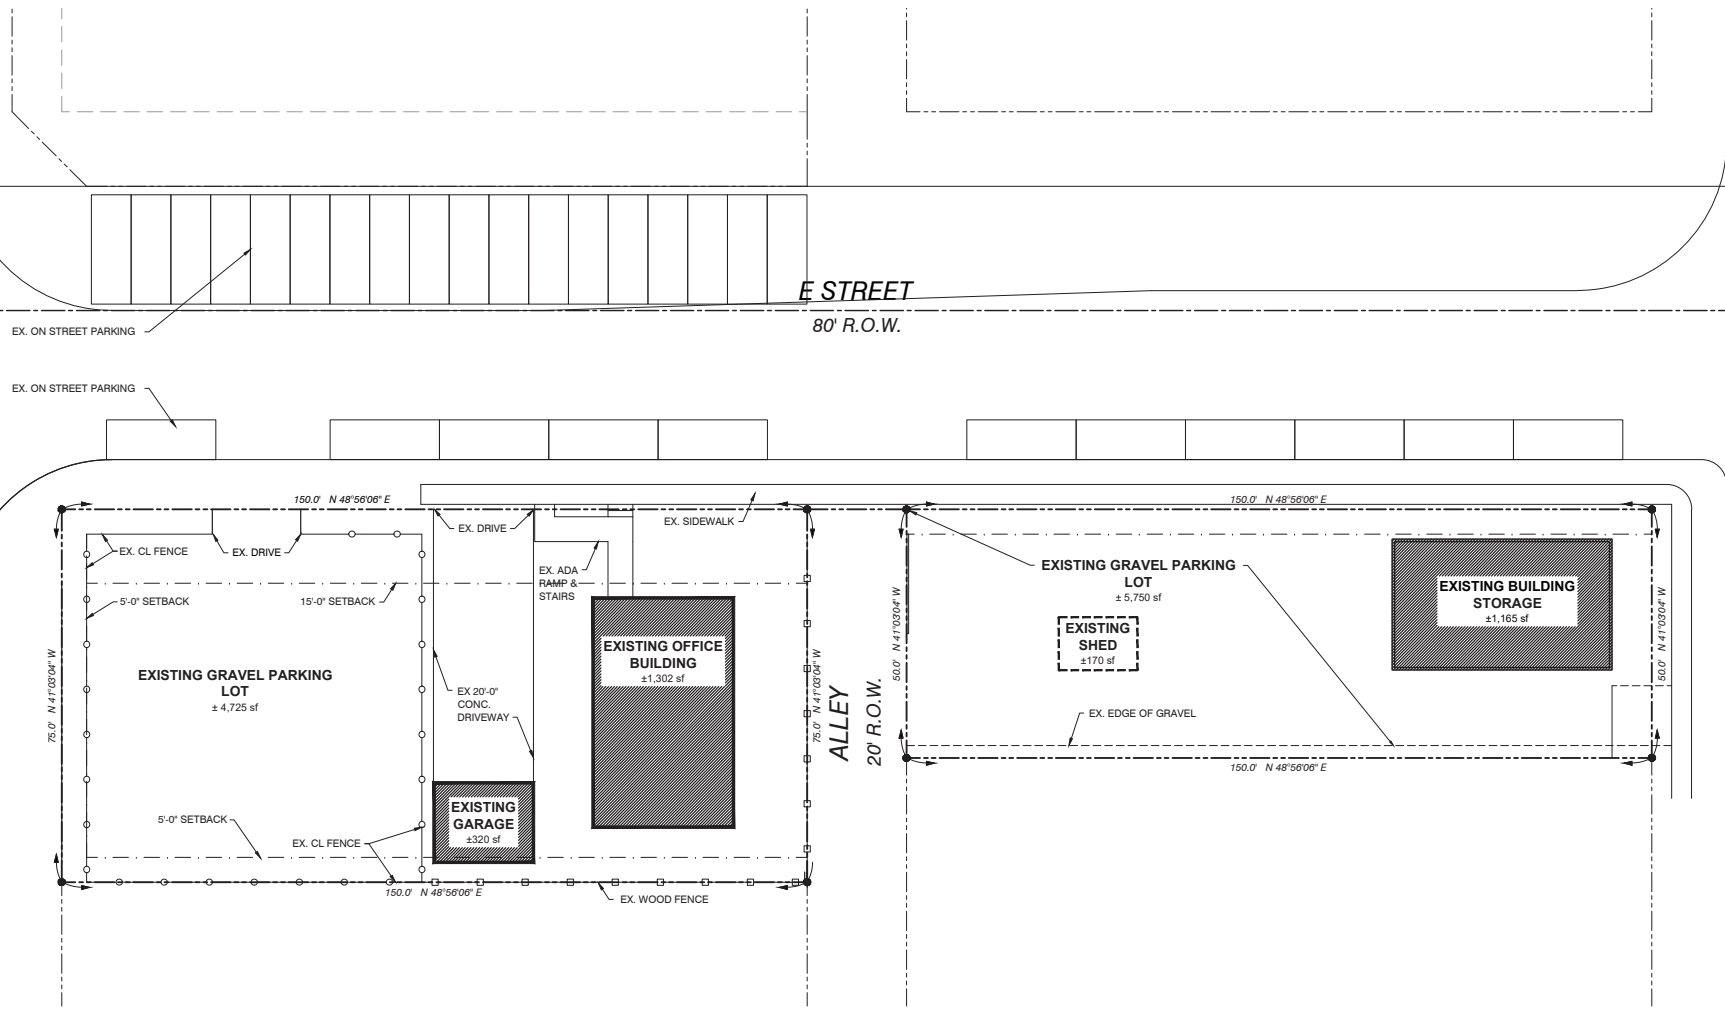 E STREET
80' R.O.W.
EX. ON STREET PARKING
EX. ON STREET PARKING
150.0' N 48°56'06" E
EX. DRIVE
EX. SIDEWALK
150.0' N 48°56'06" E
EX. CL FENCE
EX. DRIVE
EX. ADA
RAMP &
STAIRS
5'-0" SETBACK
15'-0" SETBACK
EXISTING GRAVEL PARKING
LOT
± 5,750 sf
EXISTING BUILDING
STORAGE
±1,165 sf
EXISTING
SHED
±170 sf
50.0' N 41°03'04" W
50.0' N 41°03'04" W
EXISTING OFFICE
BUILDING
±1,302 sf
EXISTING GRAVEL PARKING
LOT
± 4,725 sf
75.0' N 41°03'04" W
75.0' N 41°03'04" W
ALLEY
20' R.O.W.
EX 20'-0"
CONC.
DRIVEWAY
EX. EDGE OF GRAVEL
150.0' N 48°56'06" E
EXISTING
GARAGE
±320 sf
5'-0" SETBACK
EX. CL FENCE
150.0' N 48°56'06" E
EX. WOOD FENCE